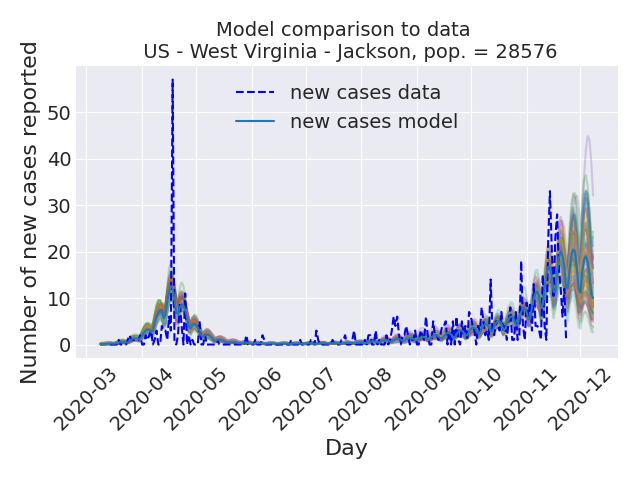 Model comparison to data
US - West Virginia - Jackson, pop. = 28576
new cases data
new cases model
Number of new cases reported
50
40
30
20
10
0
2020-03
2020-04
2020-05
2020-06
2020-07
2020-08
2020-09
2020-10
2020-11
2020-12
Day